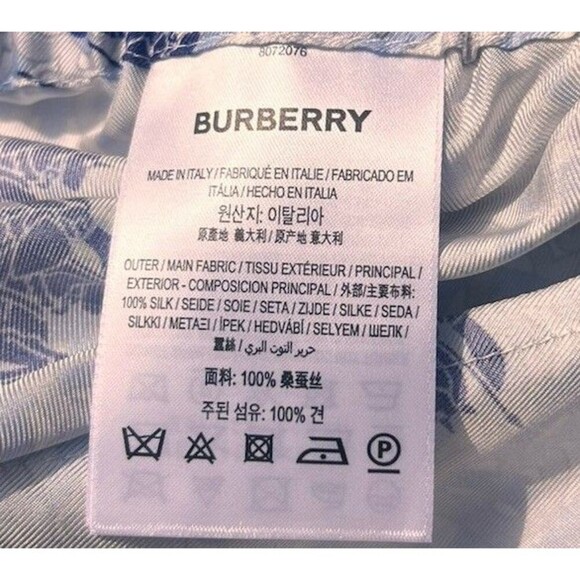 8072076
BURBERRY
MADE IN ITALY / FABRIQUÉ EN ITALIE / FABRICADO EM
ITÁLIA / HECHO EN ITALIA
원산지: 이탈리아
原產地 義大利 / 原产地 意大利
OUTER / MAIN FABRIC / TISSU EXTÉRIEUR / PRINCIPAL /
EXTERIOR - COMPOSICIÓN PRINCIPAL / 外部/主要布料:
100% SILK / SEIDE / SOIE / SETA / ZIJDE / SILKE / SEDA /
SILKKI / ΜΕΤΑΞΙ / İPEK / HEDVÁBÍ / SELYEM / ШЕЛК /
蠶絲 / حرير التوت البري
面料: 100% 桑蚕丝
주된 섬유: 100% 견
P